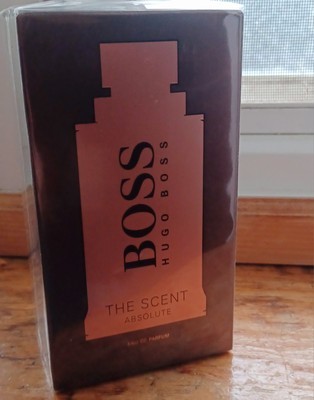 BOSS
HUGO BOSS
THE SCENT
ABSOLUTE
EAU DE PARFUM